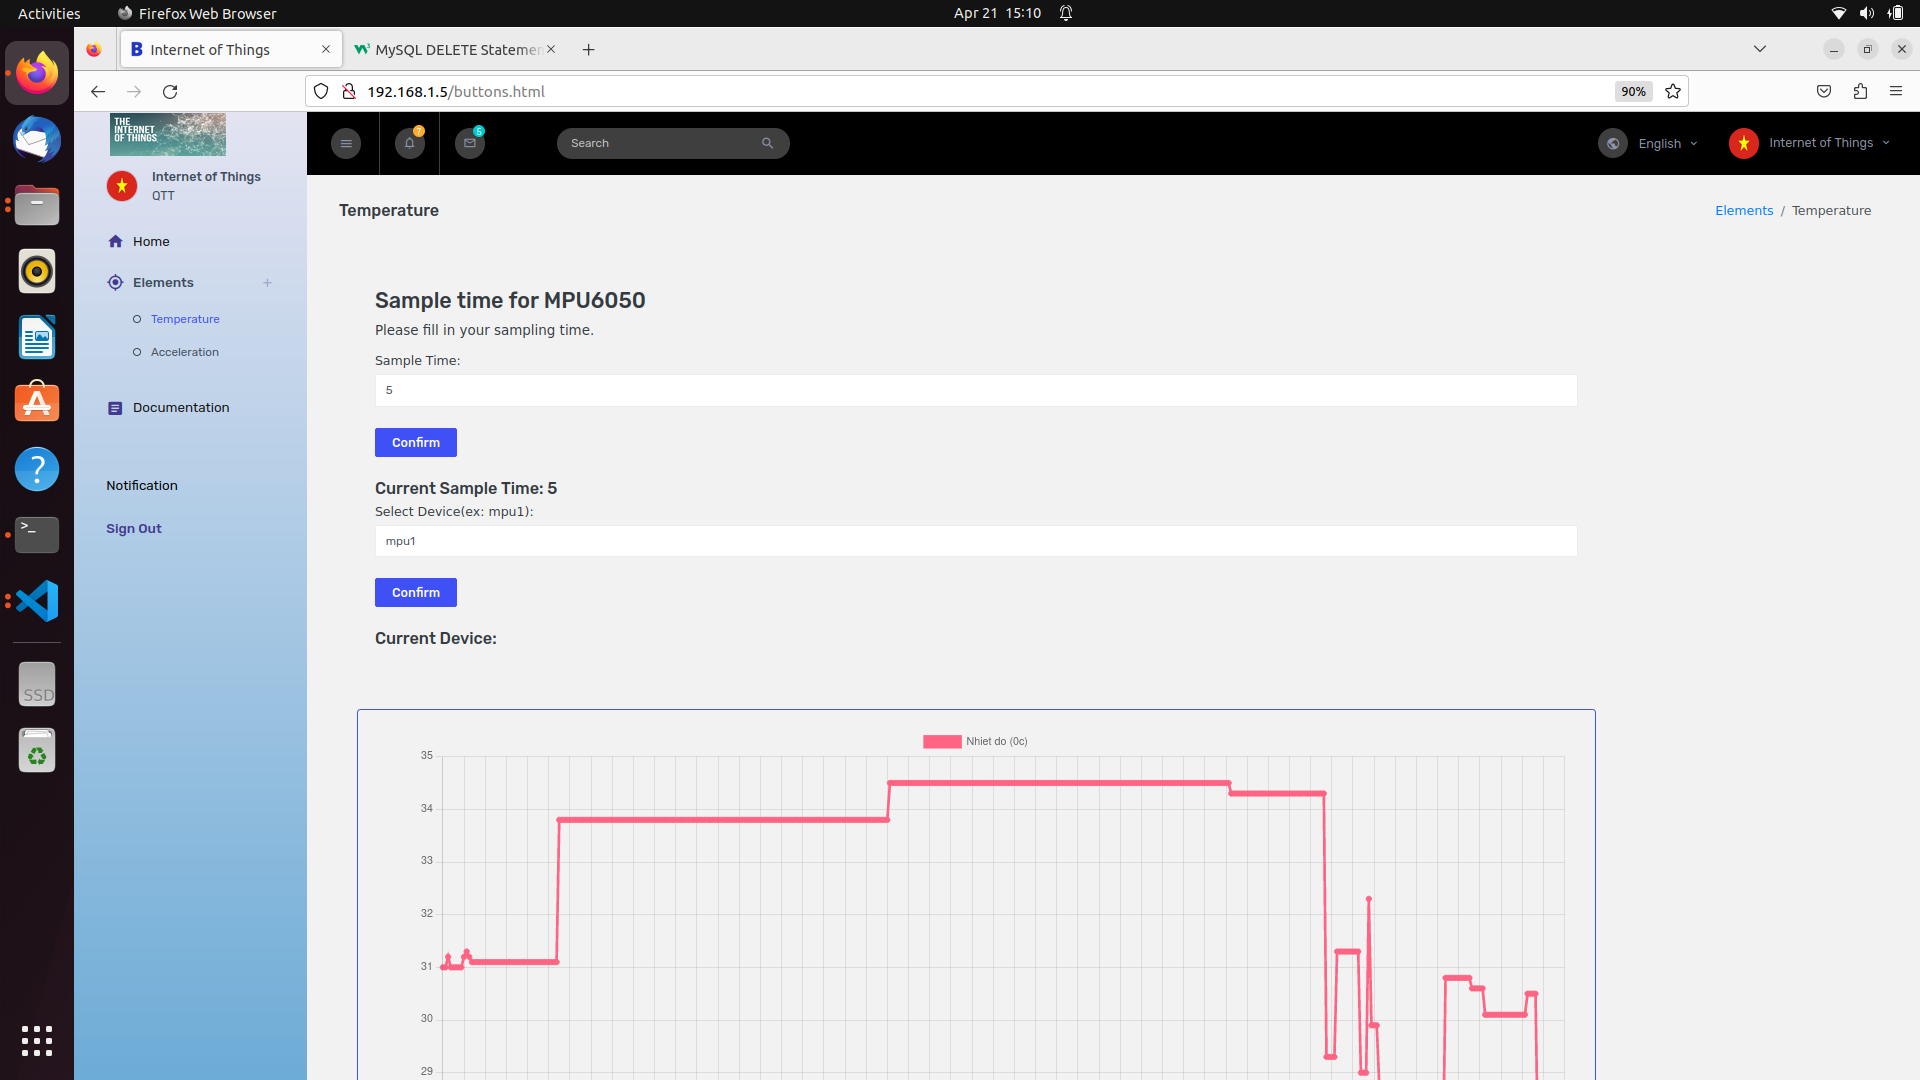 Activities
Firefox Web Browser
Apr 21 15:10
Internet of Things
MySQL DELETE Statemen
192.168.1.5/buttons.html
90%
THE
INTERNET
OF THINGS
7
5
Search
English
Internet of Things
Internet of Things
QTT
Home
Elements
Temperature
Acceleration
Documentation
Notification
Sign Out
Temperature
Elements / Temperature
Sample time for MPU6050
Please fill in your sampling time.
Sample Time:
5
Confirm
Current Sample Time: 5
Select Device(ex: mpu1):
mpu1
Confirm
Current Device:
Nhiet do (0c)
35
34
33
32
31
30
29
SSD